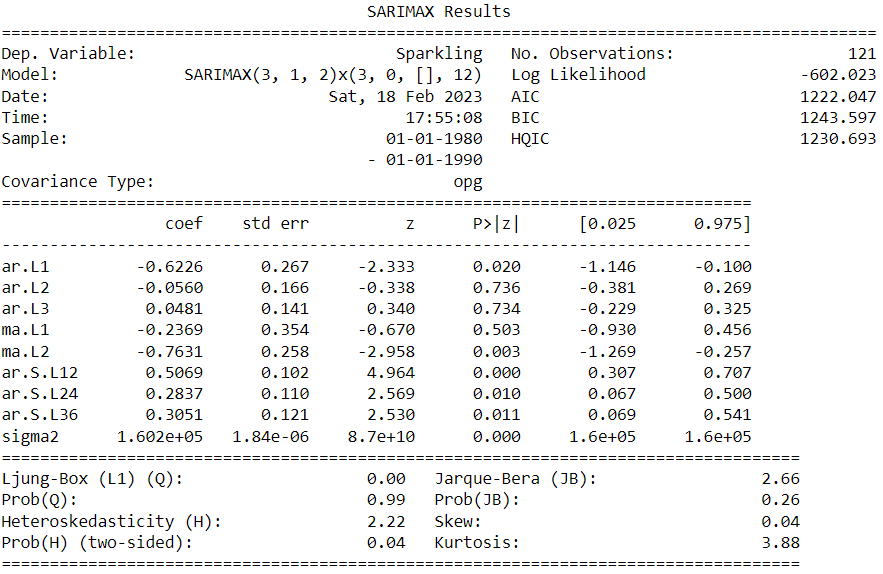 SARIMAX Results
==========================================================================================
Dep. Variable: Sparkling No. Observations: 121
Model: SARIMAX(3, 1, 2)x(3, 0, [], 12) Log Likelihood -602.023
Date: Sat, 18 Feb 2023 AIC 1222.047
Time: 17:55:08 BIC 1243.597
Sample: 01-01-1980 HQIC 1230.693
- 01-01-1990
Covariance Type: opg
==============================================================================
coef std err z P>|z| [0.025 0.975]
------------------------------------------------------------------------------
ar.L1 -0.6226 0.267 -2.333 0.020 -1.146 -0.100
ar.L2 -0.0560 0.166 -0.338 0.736 -0.381 0.269
ar.L3 0.0481 0.141 0.340 0.734 -0.229 0.325
ma.L1 -0.2369 0.354 -0.670 0.503 -0.930 0.456
ma.L2 -0.7631 0.258 -2.958 0.003 -1.269 -0.257
ar.S.L12 0.5069 0.102 4.964 0.000 0.307 0.707
ar.S.L24 0.2837 0.110 2.569 0.010 0.067 0.500
ar.S.L36 0.3051 0.121 2.530 0.011 0.069 0.541
sigma2 1.602e+05 1.84e-06 8.7e+10 0.000 1.6e+05 1.6e+05
===================================================================================
Ljung-Box (L1) (Q): 0.00 Jarque-Bera (JB): 2.66
Prob(Q): 0.99 Prob(JB): 0.26
Heteroskedasticity (H): 2.22 Skew: 0.04
Prob(H) (two-sided): 0.04 Kurtosis: 3.88
===================================================================================